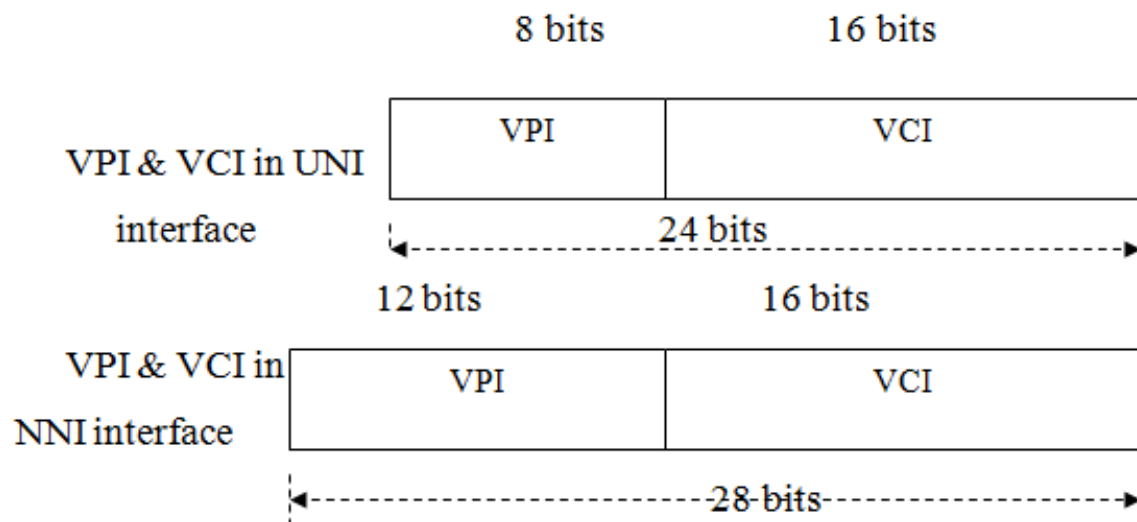 8 bits 16 bits
VPI VCI
VPI & VCI in UNI
interface
24 bits
12 bits 16 bits
VPI & VCI in
VPI VCI
NNI interface
28 bits